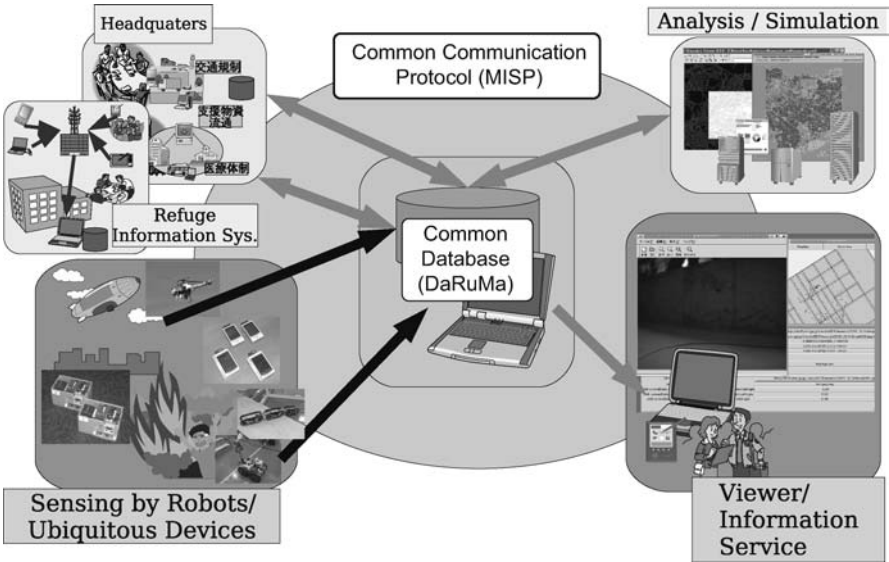 Headquaters
交通規制
支援物資
流通
医療体制
Refuge
Information Sys.
Common Communication
Protocol (MISP)
Analysis / Simulation
Common
Database
(DaRuMa)
Sensing by Robots/
Ubiquitous Devices
Viewer/
Information
Service